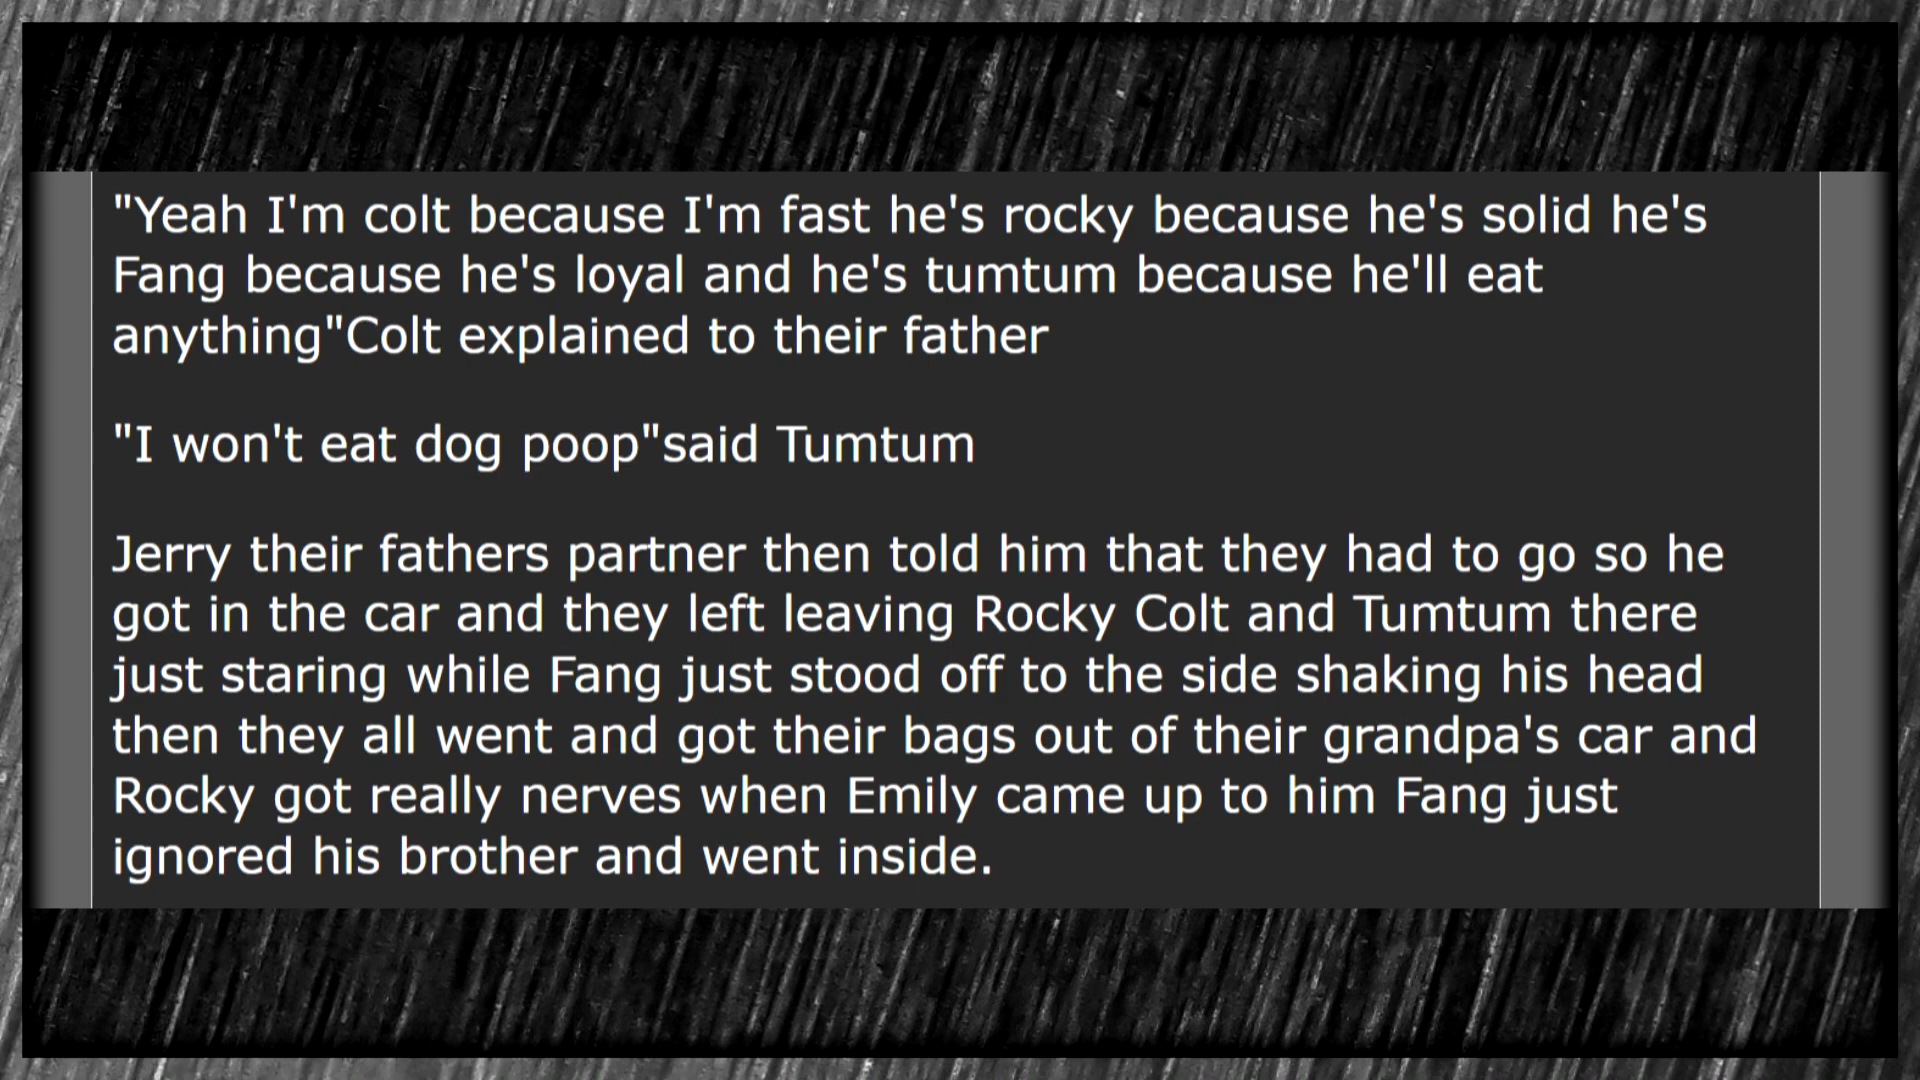 "Yeah I'm colt because I'm fast he's rocky because he's solid he's
Fang because he's loyal and he's tumtum because he'll eat
anything"Colt explained to their father
"I won't eat dog poop"said Tumtum
Jerry their fathers partner then told him that they had to go so he
got in the car and they left leaving Rocky Colt and Tumtum there
just staring while Fang just stood off to the side shaking his head
then they all went and got their bags out of their grandpa's car and
Rocky got really nerves when Emily came up to him Fang just
ignored his brother and went inside.